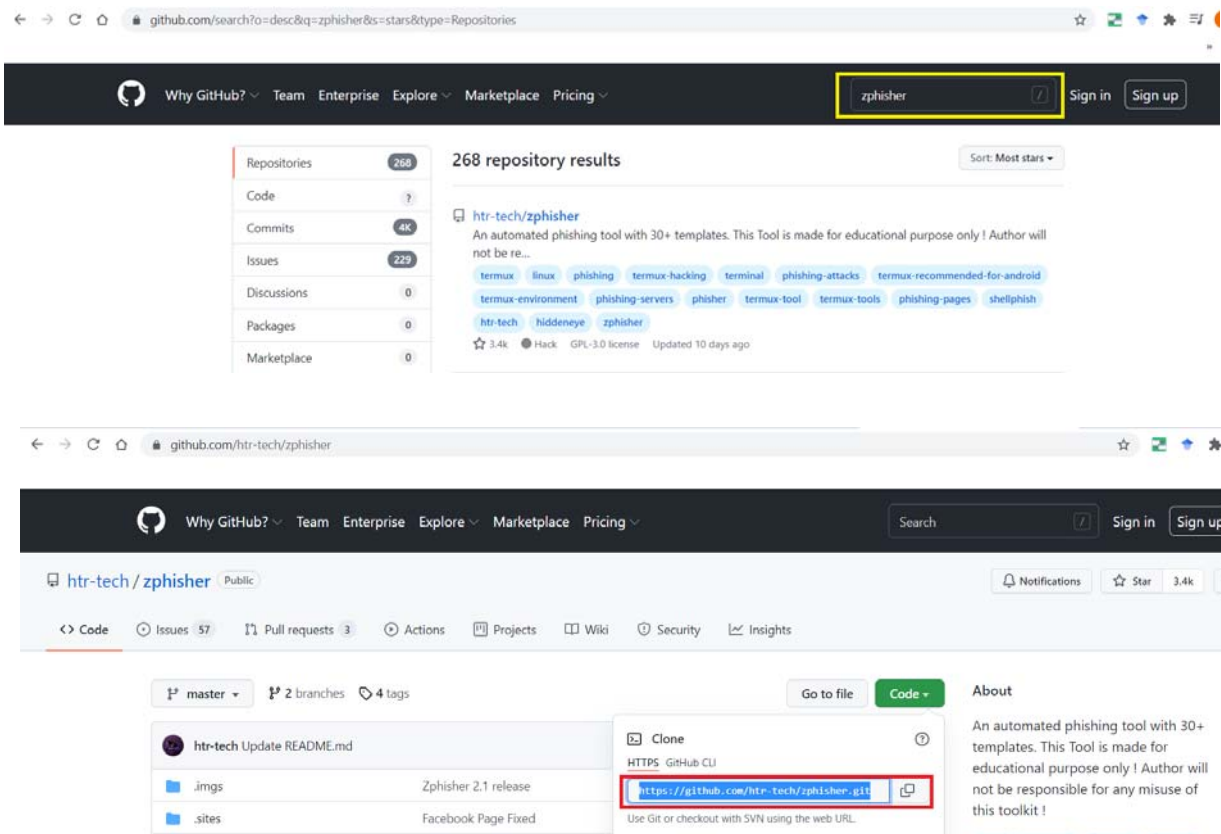 github.com/search?o=desc&q=zphisher&s=stars&type=Repositories
Why GitHub? Team Enterprise Explore Marketplace Pricing zphisher / Sign in Sign up
Repositories 268
Code ?
Commits 4K
Issues 229
Discussions 0
Packages 0
Marketplace 0
268 repository results Sort: Most stars
htr-tech/zphisher
An automated phishing tool with 30+ templates. This Tool is made for educational purpose only ! Author will
not be re...
termux linux phishing termux-hacking terminal phishing-attacks termux-recommended-for-android
termux-environment phishing-servers phisher termux-tool termux-tools phishing-pages shellphish
htr-tech hiddeneye zphisher
3.4k Hack GPL-3.0 license Updated 10 days ago
github.com/htr-tech/zphisher
Why GitHub? Team Enterprise Explore Marketplace Pricing Search / Sign in Sign up
htr-tech / zphisher Public Notifications Star 3.4k
Code Issues 57 Pull requests 3 Actions Projects Wiki Security Insights
master 2 branches 4 tags Go to file Code
htr-tech Update README.md
.imgs Zphisher 2.1 release
.sites Facebook Page Fixed
Clone
HTTPS GitHub CLI
https://github.com/htr-tech/zphisher.git
Use Git or checkout with SVN using the web URL.
About
An automated phishing tool with 30+
templates. This Tool is made for
educational purpose only ! Author will
not be responsible for any misuse of
this toolkit !